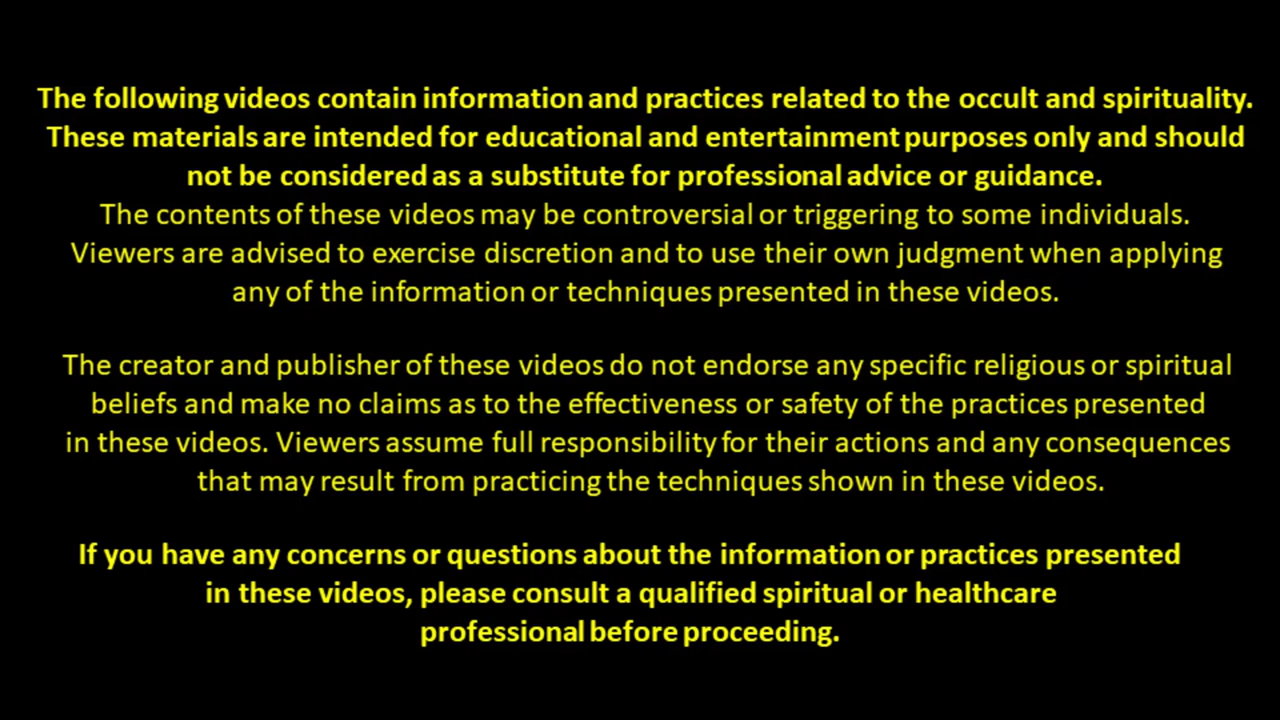 The following videos contain information and practices related to the occult and spirituality.
These materials are intended for educational and entertainment purposes only and should
not be considered as a substitute for professional advice or guidance.
The contents of these videos may be controversial or triggering to some individuals.
Viewers are advised to exercise discretion and to use their own judgment when applying
any of the information or techniques presented in these videos.
The creator and publisher of these videos do not endorse any specific religious or spiritual
beliefs and make no claims as to the effectiveness or safety of the practices presented
in these videos. Viewers assume full responsibility for their actions and any consequences
that may result from practicing the techniques shown in these videos.
If you have any concerns or questions about the information or practices presented
in these videos, please consult a qualified spiritual or healthcare
professional before proceeding.